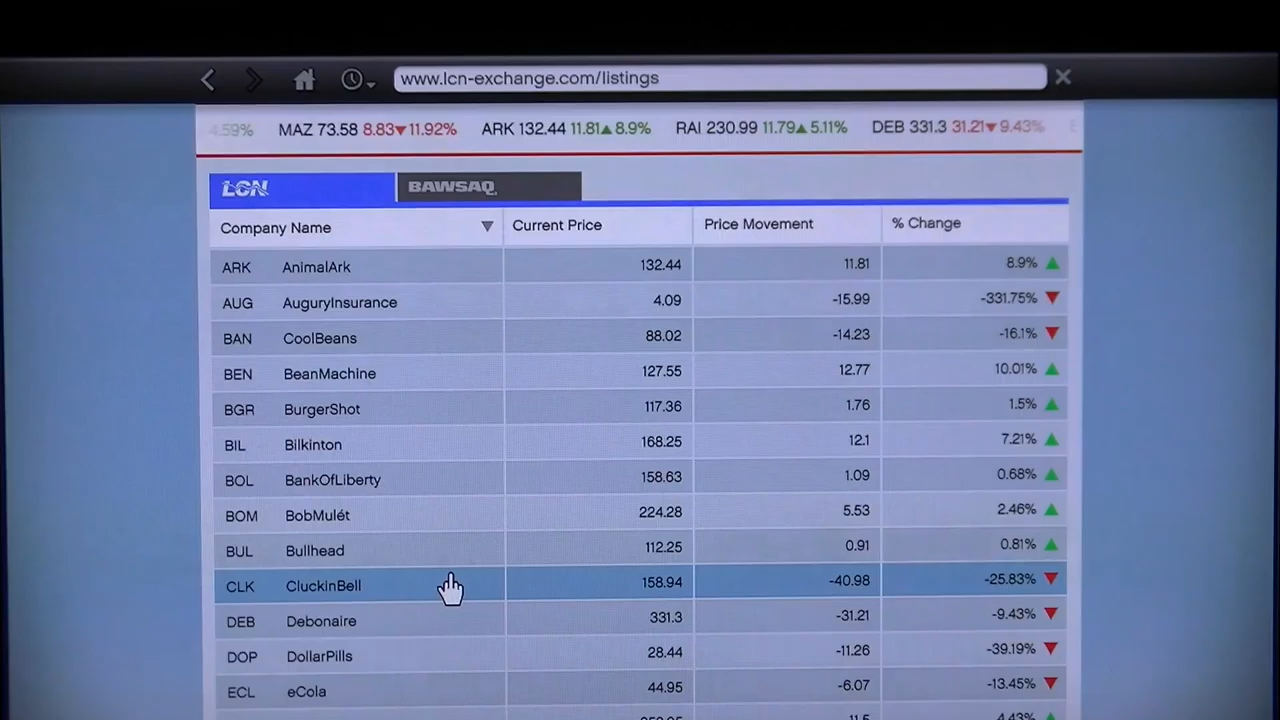 www.lcn-exchange.com/listings
4.59% MAZ 73.58 8.83▼11.92% ARK 132.44 11.81▲8.9% RAI 230.99 11.79▲5.11% DEB 331.3 31.21▼9.43%
LCN BAWSAQ
Company Name ▼ Current Price Price Movement % Change
ARK AnimalArk 132.44 11.81 8.9% ▲
AUG AuguryInsurance 4.09 -15.99 -331.75% ▼
BAN CoolBeans 88.02 -14.23 -16.1% ▼
BEN BeanMachine 127.55 12.77 10.01% ▲
BGR BurgerShot 117.36 1.76 1.5% ▲
BIL Bilkinton 168.25 12.1 7.21% ▲
BOL BankOfLiberty 158.63 1.09 0.68% ▲
BOM BobMulét 224.28 5.53 2.46% ▲
BUL Bullhead 112.25 0.91 0.81% ▲
CLK CluckinBell 158.94 -40.98 -25.83% ▼
DEB Debonaire 331.3 -31.21 -9.43% ▼
DOP DollarPills 28.44 -11.26 -39.19% ▼
ECL eCola 44.95 -6.07 -13.45% ▼
11.5 4.43%